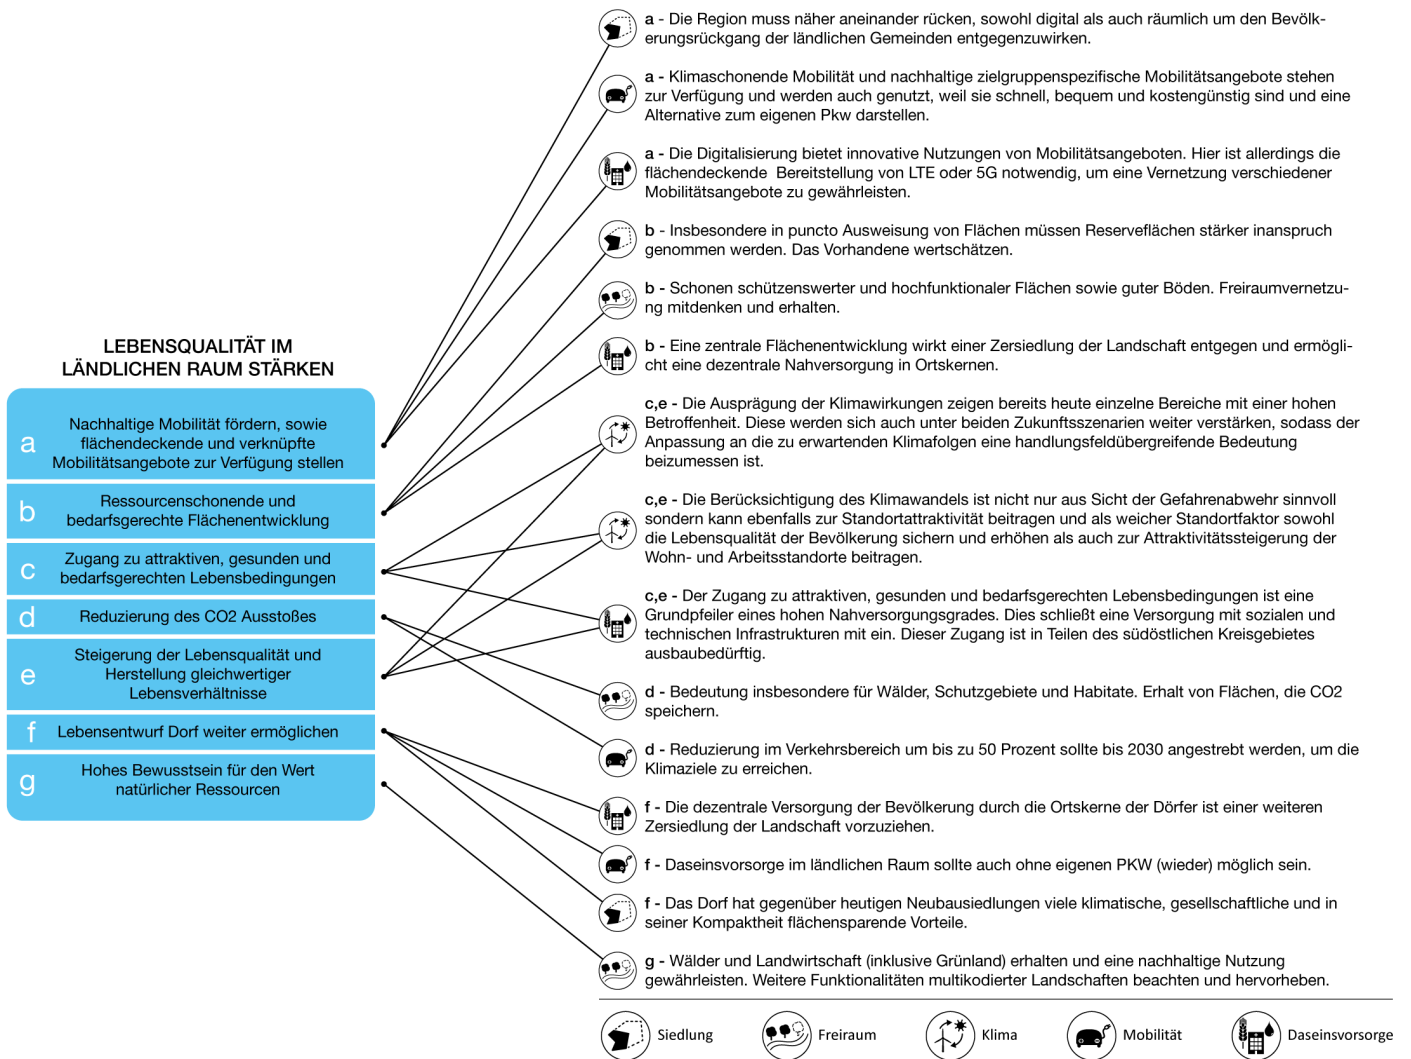 LEBENSQUALITÄT IM
LÄNDLICHEN RAUM STÄRKEN
a
Nachhaltige Mobilität fördern, sowie
flächendeckende und verknüpfte
Mobilitätsangebote zur Verfügung stellen
b
Ressourcenschonende und
bedarfsgerechte Flächenentwicklung
c
Zugang zu attraktiven, gesunden und
bedarfsgerechten Lebensbedingungen
d
Reduzierung des CO2 Ausstoßes
e
Steigerung der Lebensqualität und
Herstellung gleichwertiger
Lebensverhältnisse
f
Lebensentwurf Dorf weiter ermöglichen
g
Hohes Bewusstsein für den Wert
natürlicher Ressourcen
a - Die Region muss näher aneinander rücken, sowohl digital als auch räumlich um den Bevölk-
erungsrückgang der ländlichen Gemeinden entgegenzuwirken.
a - Klimaschonende Mobilität und nachhaltige zielgruppenspezifische Mobilitätsangebote stehen
zur Verfügung und werden auch genutzt, weil sie schnell, bequem und kostengünstig sind und eine
Alternative zum eigenen Pkw darstellen.
a - Die Digitalisierung bietet innovative Nutzungen von Mobilitätsangeboten. Hier ist allerdings die
flächendeckende Bereitstellung von LTE oder 5G notwendig, um eine Vernetzung verschiedener
Mobilitätsangebote zu gewährleisten.
b - Insbesondere in puncto Ausweisung von Flächen müssen Reserveflächen stärker inanspruch
genommen werden. Das Vorhandene wertschätzen.
b - Schonen schützenswerter und hochfunktionaler Flächen sowie guter Böden. Freiraumvernetzu-
ng mitdenken und erhalten.
b - Eine zentrale Flächenentwicklung wirkt einer Zersiedlung der Landschaft entgegen und ermögli-
cht eine dezentrale Nahversorgung in Ortskernen.
c,e - Die Ausprägung der Klimawirkungen zeigen bereits heute einzelne Bereiche mit einer hohen
Betroffenheit. Diese werden sich auch unter beiden Zukunftsszenarien weiter verstärken, sodass der
Anpassung an die zu erwartenden Klimafolgen eine handlungsfeldübergreifende Bedeutung
beizumessen ist.
c,e - Die Berücksichtigung des Klimawandels ist nicht nur aus Sicht der Gefahrenabwehr sinnvoll
sondern kann ebenfalls zur Standortattraktivität beitragen und als weicher Standortfaktor sowohl
die Lebensqualität der Bevölkerung sichern und erhöhen als auch zur Attraktivitätssteigerung der
Wohn- und Arbeitsstandorte beitragen.
c,e - Der Zugang zu attraktiven, gesunden und bedarfsgerechten Lebensbedingungen ist eine
Grundpfeiler eines hohen Nahversorgungsgrades. Dies schließt eine Versorgung mit sozialen und
technischen Infrastrukturen mit ein. Dieser Zugang ist in Teilen des südöstlichen Kreisgebietes
ausbaubedürftig.
d - Bedeutung insbesondere für Wälder, Schutzgebiete und Habitate. Erhalt von Flächen, die CO2
speichern.
d - Reduzierung im Verkehrsbereich um bis zu 50 Prozent sollte bis 2030 angestrebt werden, um die
Klimaziele zu erreichen.
f - Die dezentrale Versorgung der Bevölkerung durch die Ortskerne der Dörfer ist einer weiteren
Zersiedlung der Landschaft vorzuziehen.
f - Daseinsvorsorge im ländlichen Raum sollte auch ohne eigenen PKW (wieder) möglich sein.
f - Das Dorf hat gegenüber heutigen Neubausiedlungen viele klimatische, gesellschaftliche und in
seiner Kompaktheit flächensparende Vorteile.
g - Wälder und Landwirtschaft (inklusive Grünland) erhalten und eine nachhaltige Nutzung
gewährleisten. Weitere Funktionalitäten multikodierter Landschaften beachten und hervorheben.
Siedlung
Freiraum
Klima
Mobilität
Daseinsvorsorge